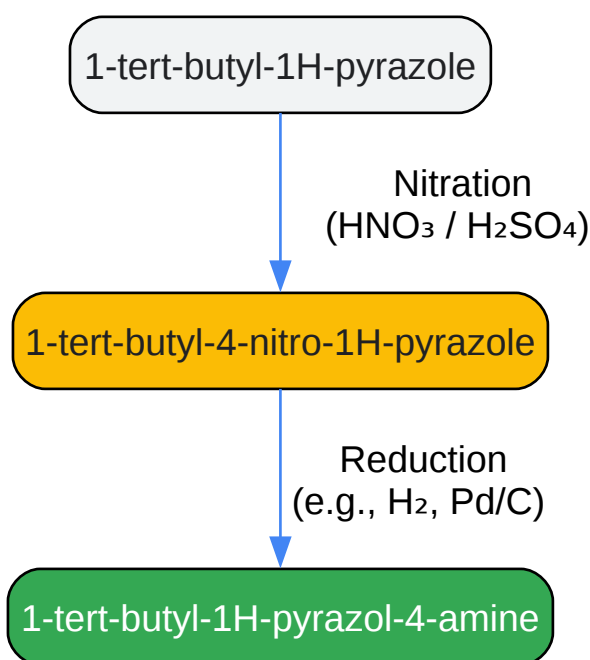 1-tert-butyl-1H-pyrazole
Nitration
(HNO₃ / H₂SO₄)
1-tert-butyl-4-nitro-1H-pyrazole
Reduction
(e.g., H₂, Pd/C)
1-tert-butyl-1H-pyrazol-4-amine